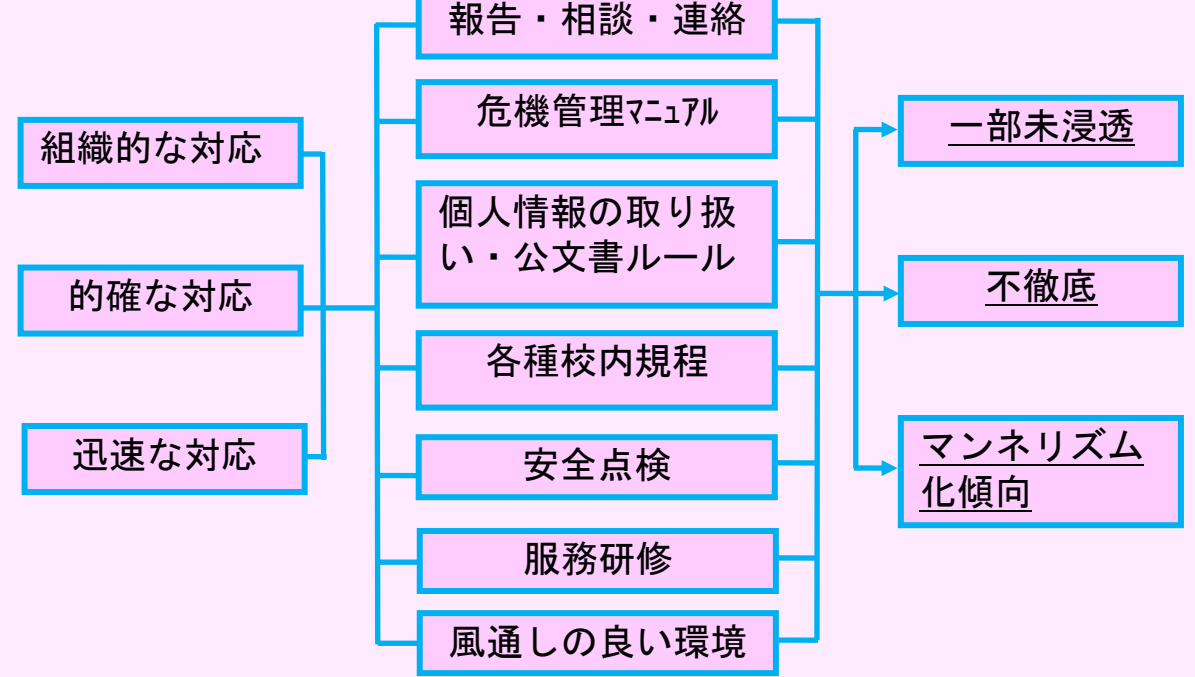 組織的な対応
的確な対応
迅速な対応
報告・相談・連絡
危機管理ﾏﾆｭｱﾙ
個人情報の取り扱
い・公文書ルール
各種校内規程
安全点検
服務研修
風通しの良い環境
一部未浸透
不徹底
マンネリズム
化傾向